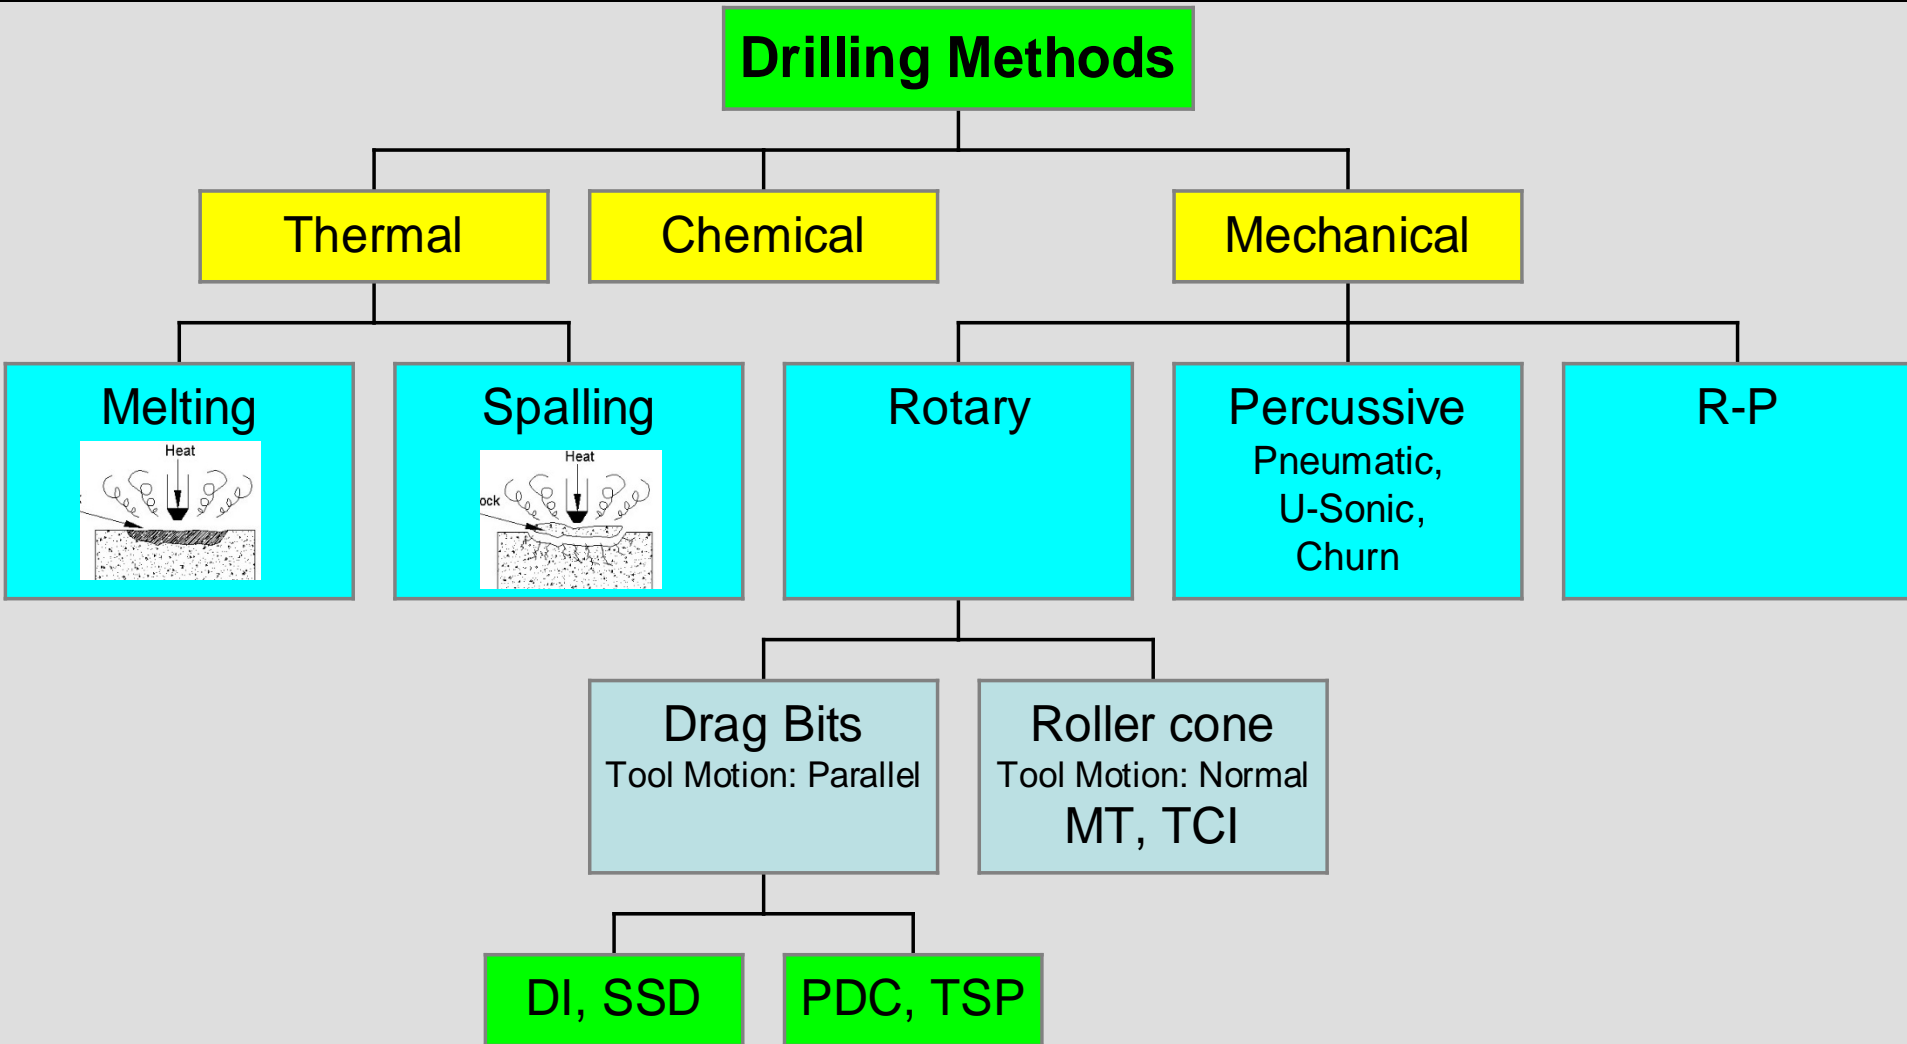 Drilling Methods
Thermal
Chemical
Mechanical
Melting
Heat
Spalling
Heat
ock
Rotary
Percussive
Pneumatic,
U-Sonic,
Churn
R-P
Drag Bits
Tool Motion: Parallel
Roller cone
Tool Motion: Normal
MT, TCI
DI, SSD
PDC, TSP